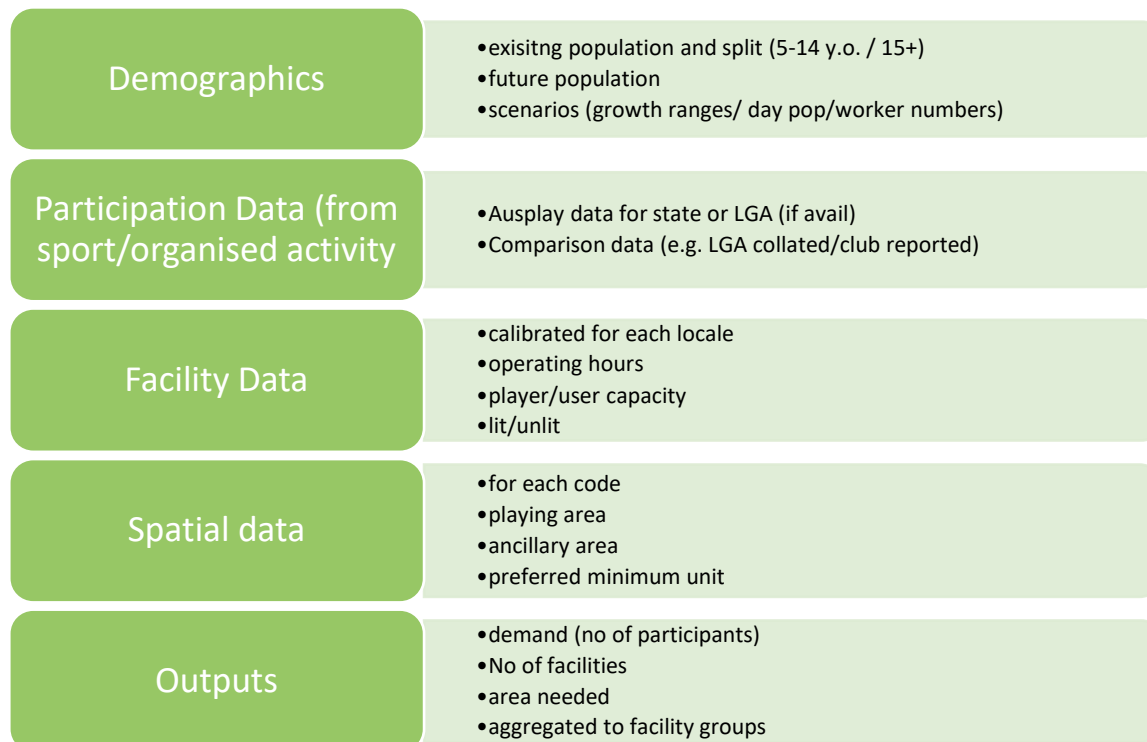 Demographics
•exisitng population and split (5-14 y.o. / 15+)
•future population
•scenarios (growth ranges/ day pop/worker numbers)
Participation Data (from
sport/organised activity
•Ausplay data for state or LGA (if avail)
•Comparison data (e.g. LGA collated/club reported)
Facility Data
•calibrated for each locale
•operating hours
•player/user capacity
•lit/unlit
Spatial data
•for each code
•playing area
•ancillary area
•preferred minimum unit
Outputs
•demand (no of participants)
•No of facilities
•area needed
•aggregated to facility groups